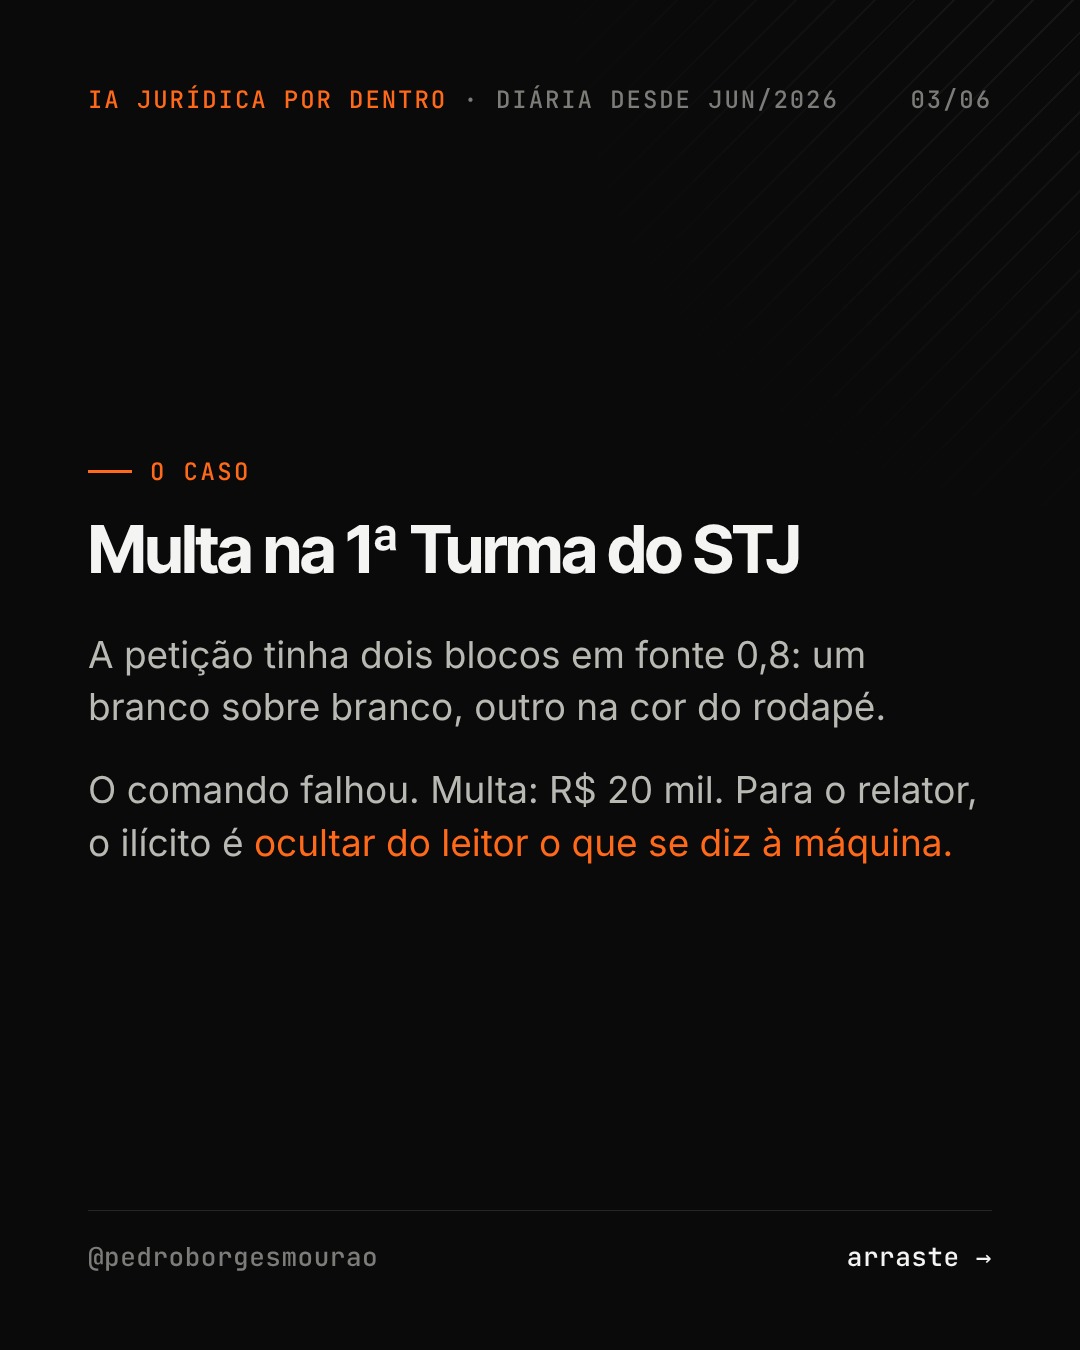 IA JURÍDICA POR DENTRO · DIÁRIA DESDE JUN/2026 03/06
O CASO
Multa na 1ª Turma do STJ
A petição tinha dois blocos em fonte 0,8: um
branco sobre branco, outro na cor do rodapé.
O comando falhou. Multa: R$ 20 mil. Para o relator,
o ilícito é ocultar do leitor o que se diz à máquina.
@pedroborgesmourao arraste →